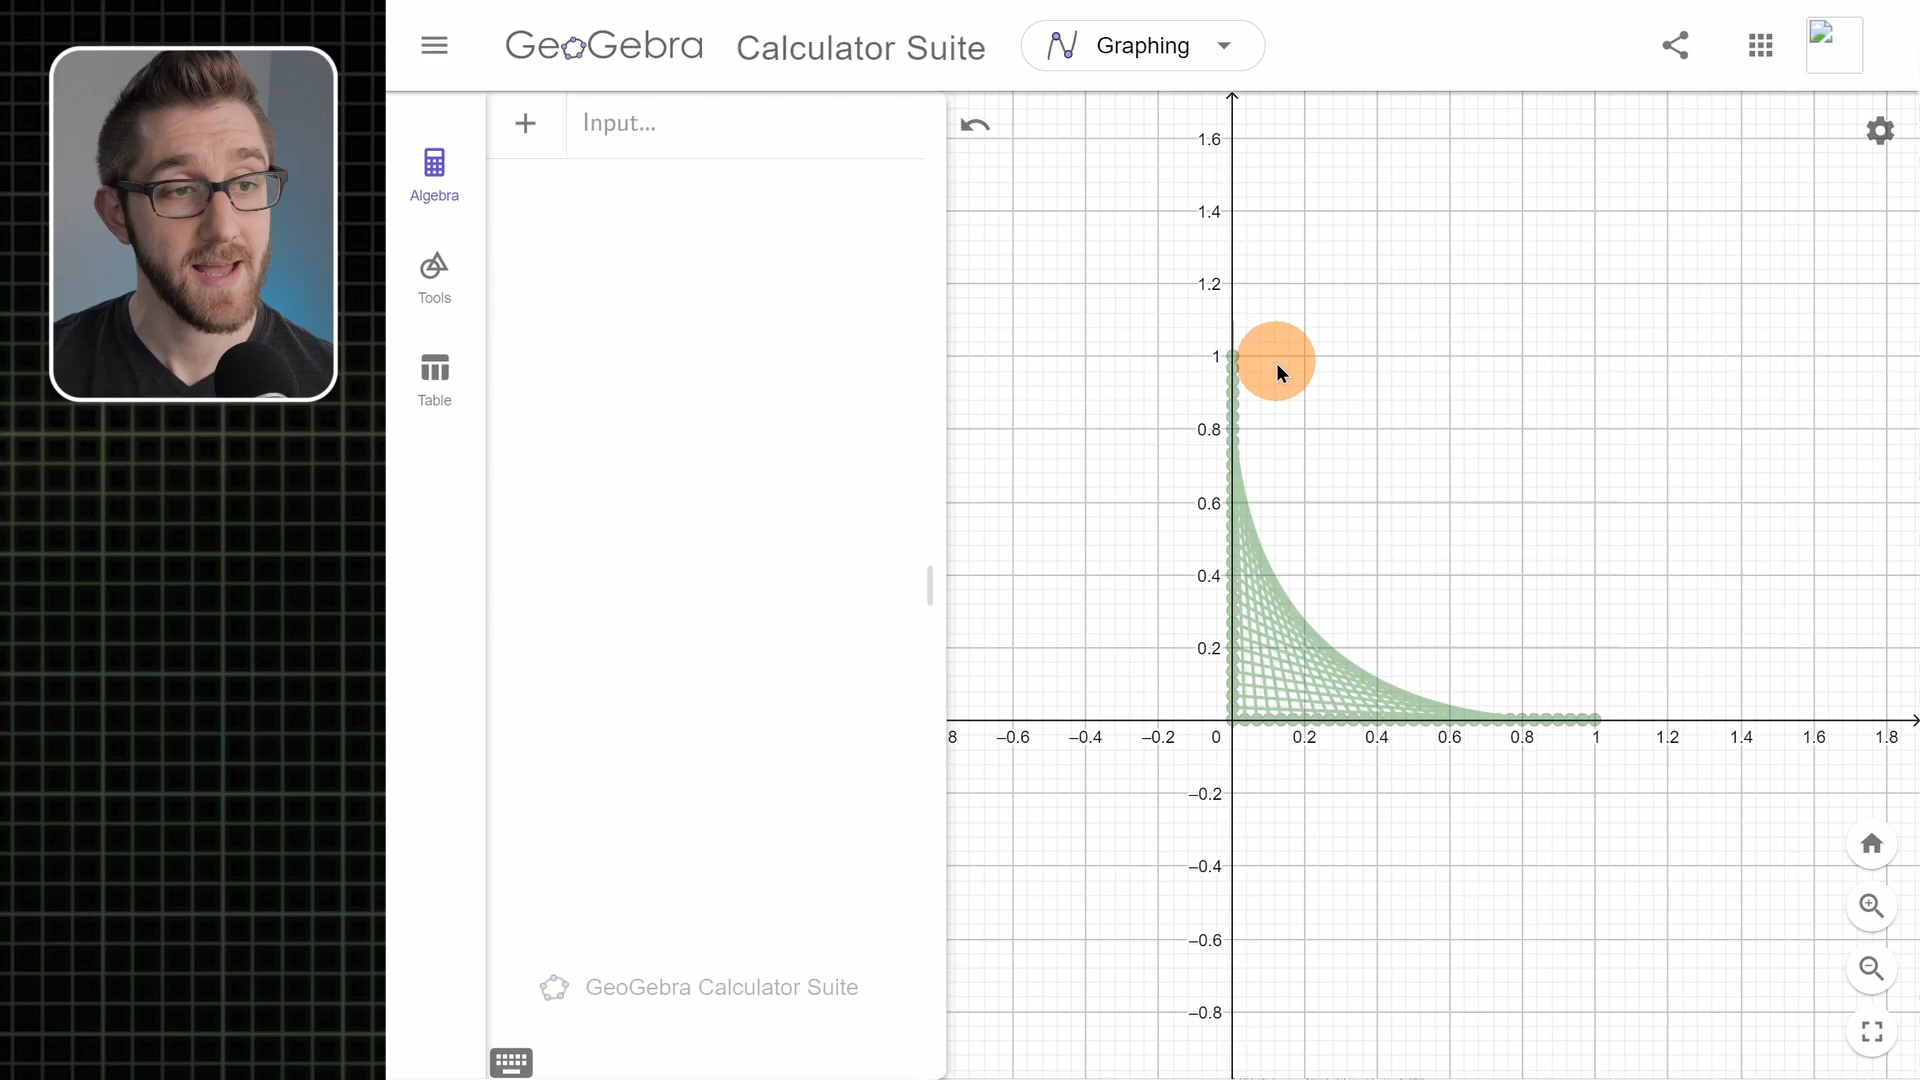 GeoGebra Calculator Suite Graphing
Input...
Algebra
Tools
Table
1.6
1.4
1.2
1
0.8
0.6
0.4
0.2
8 –0.6 –0.4 –0.2 0 0.2 0.4 0.6 0.8 1 1.2 1.4 1.6 1.8
–0.2
–0.4
–0.6
–0.8
GeoGebra Calculator Suite